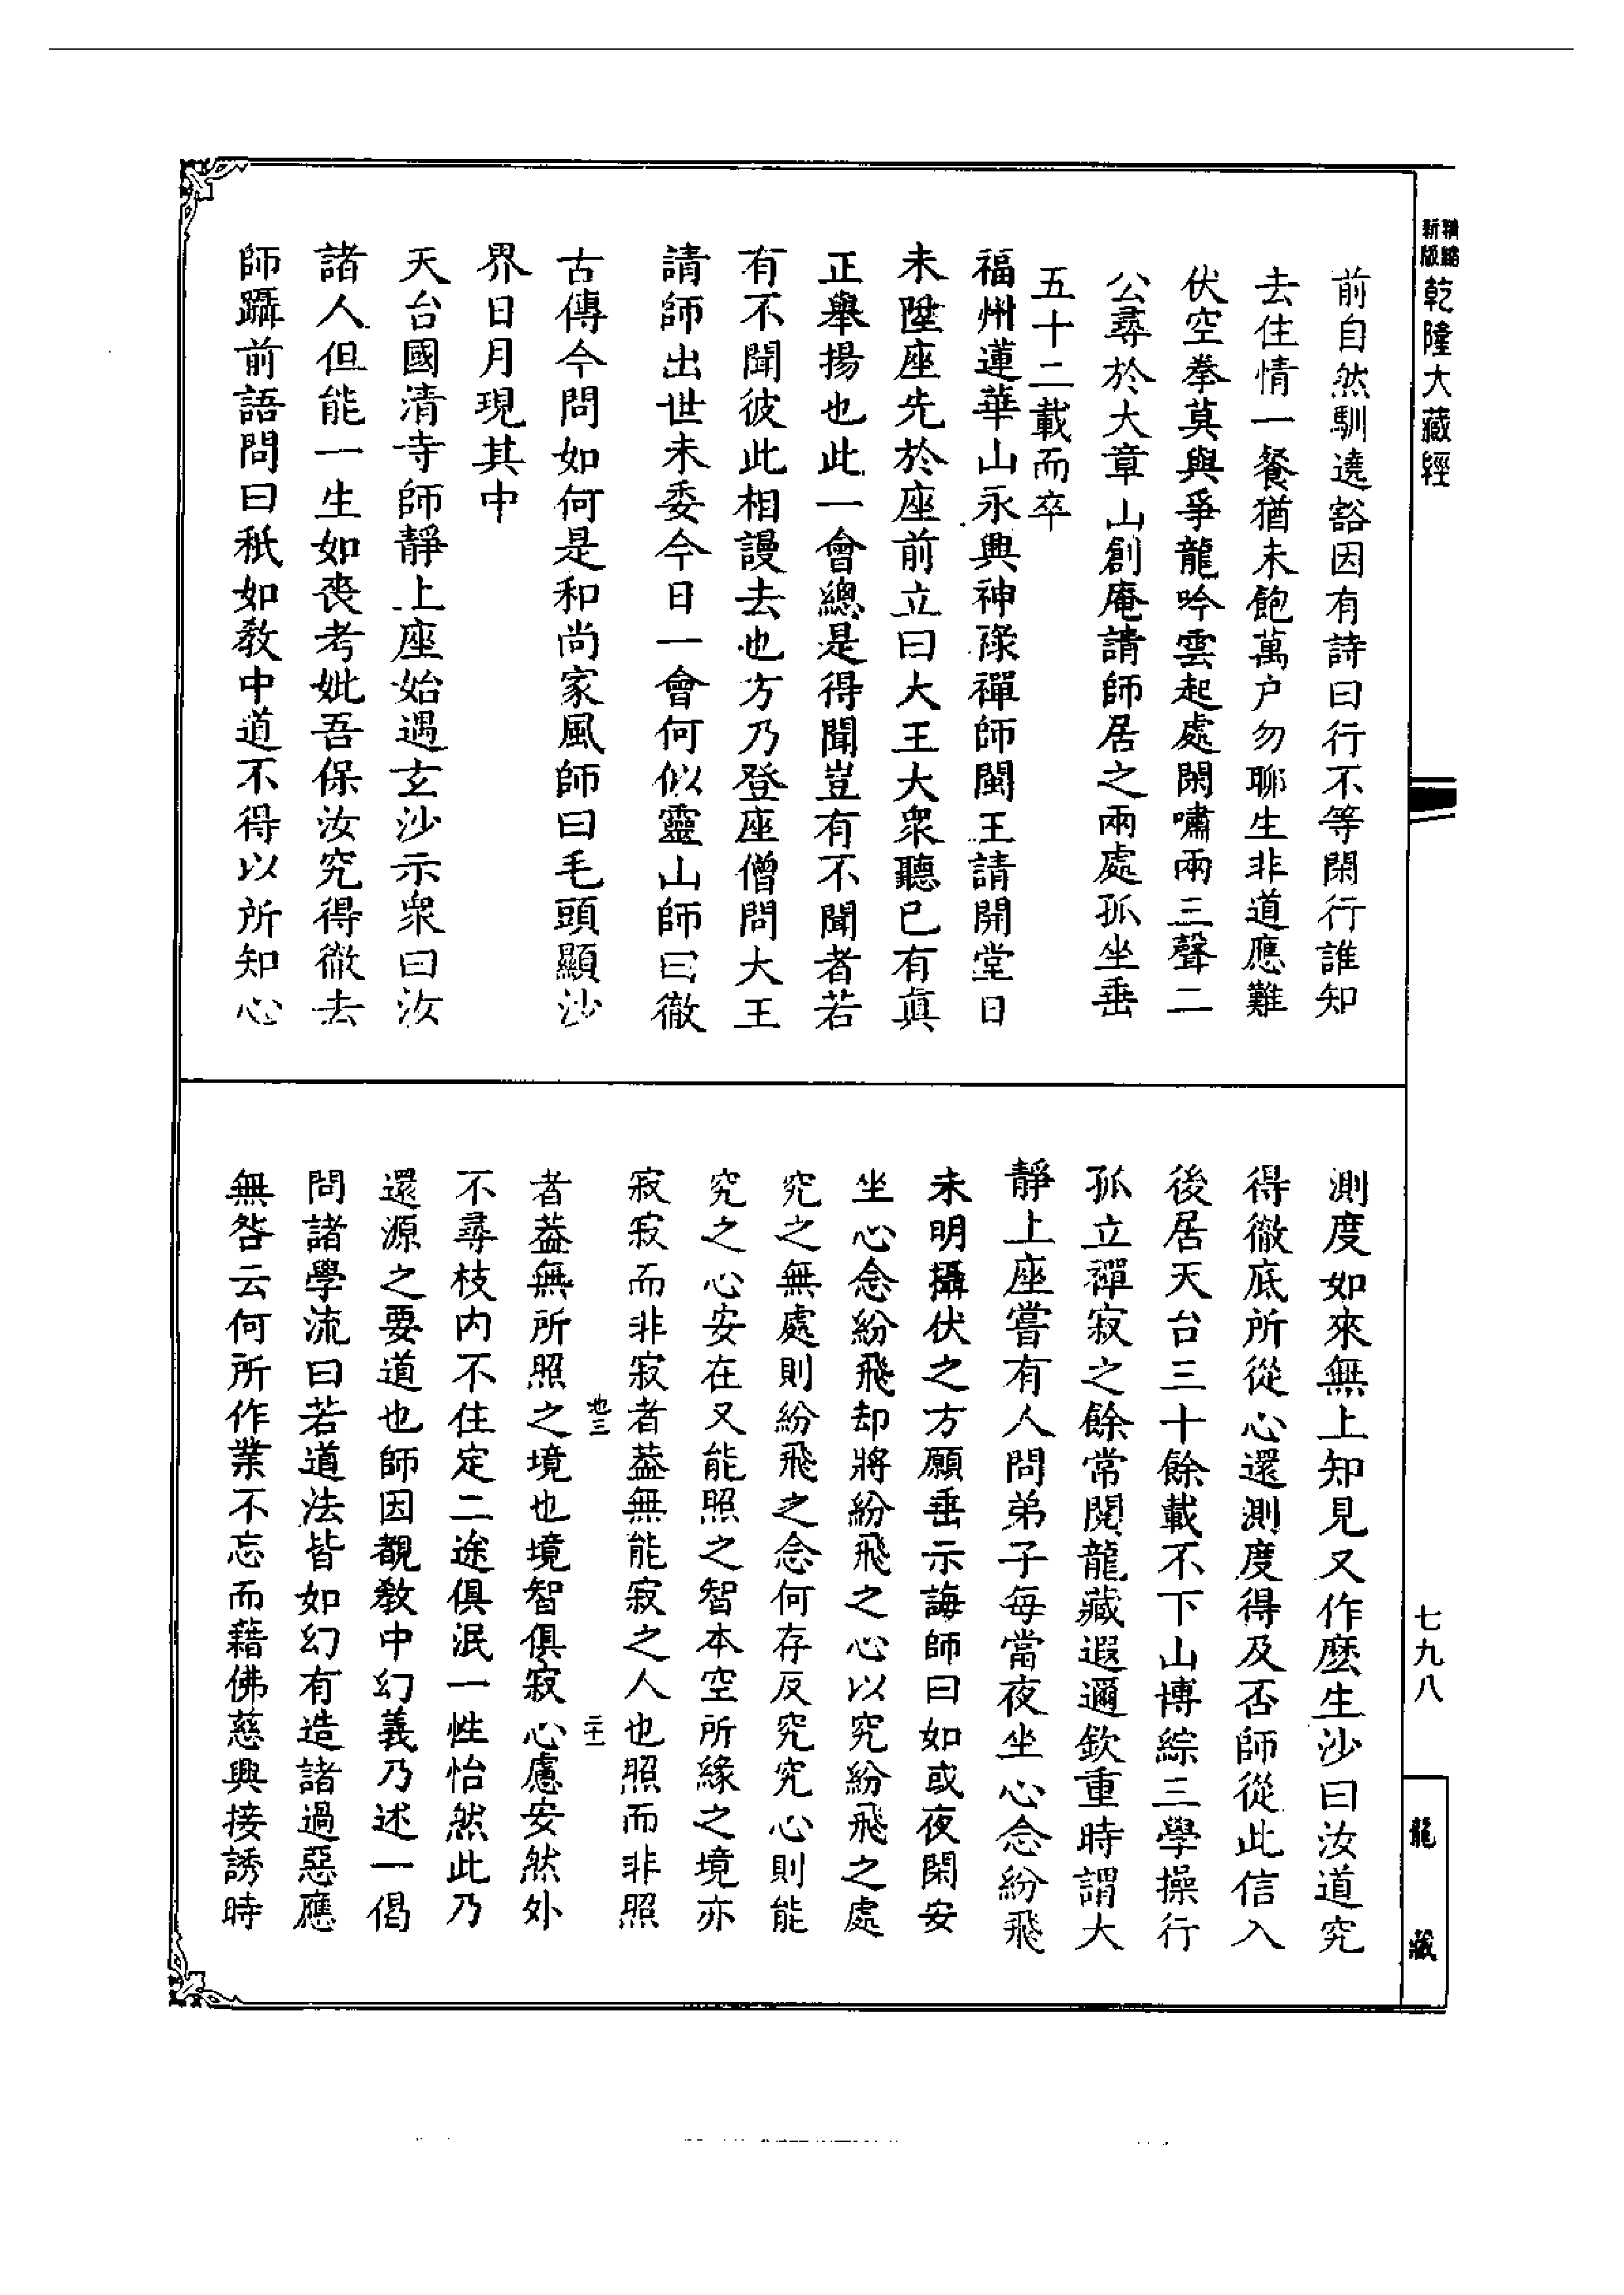 新版
精縮
乾隆大藏經
前自然馴遶豁因有詩曰行不等閑行誰知
去住情一餐猶未飽萬户勿聊生非道應難
伏空拳莫與爭龍吟雲起處閑嘯兩三聲二
公尋於大章山創庵請師居之兩處孤坐垂
五十二載而卒
福州蓮華山永興神祿禪師閩王請開堂日
未陞座先於座前立曰大王大衆聽已有眞
正舉揚也此一會總是得聞豈有不聞者若
有不聞彼此相謾去也方乃登座僧問大王
請師出世未委今日一會何似靈山師曰徹
古傳今問如何是和尚家風師曰毛頭顯沙
界日月現其中
天台國清寺師靜上座始遇玄沙示衆曰汝
諸人但能一生如喪考妣吾保汝究得徹去
師躡前語問曰秖如教中道不得以所知心
測度如來無上知見又作麽生沙曰汝道究
得徹底所從心還測度得及否師從此信入
後居天台三十餘載不下山博綜三學操行
孤立禪寂之餘常閱龍藏遐邇欽重時謂大
靜上座嘗有人問弟子每當夜坐心念紛飛
未明攝伏之方願垂示誨師曰如或夜閑安
坐心念紛飛却將紛飛之心以究紛飛之處
究之無處則紛飛之念何存反究究心則能
究之心安在又能照之智本空所緣之境亦
寂寂而非寂者葢無能寂之人也照而非照
者葢無所照之境也境智俱寂心慮安然外
不尋枝内不住定二途俱泯一性怡然此乃
還源之要道也師因覩教中幻義乃述一偈
問諸學流曰若道法皆如幻有造諸過惡應
無咎云何所作業不忘而藉佛慈興接誘時
池三
二十一
七九八
龍藏